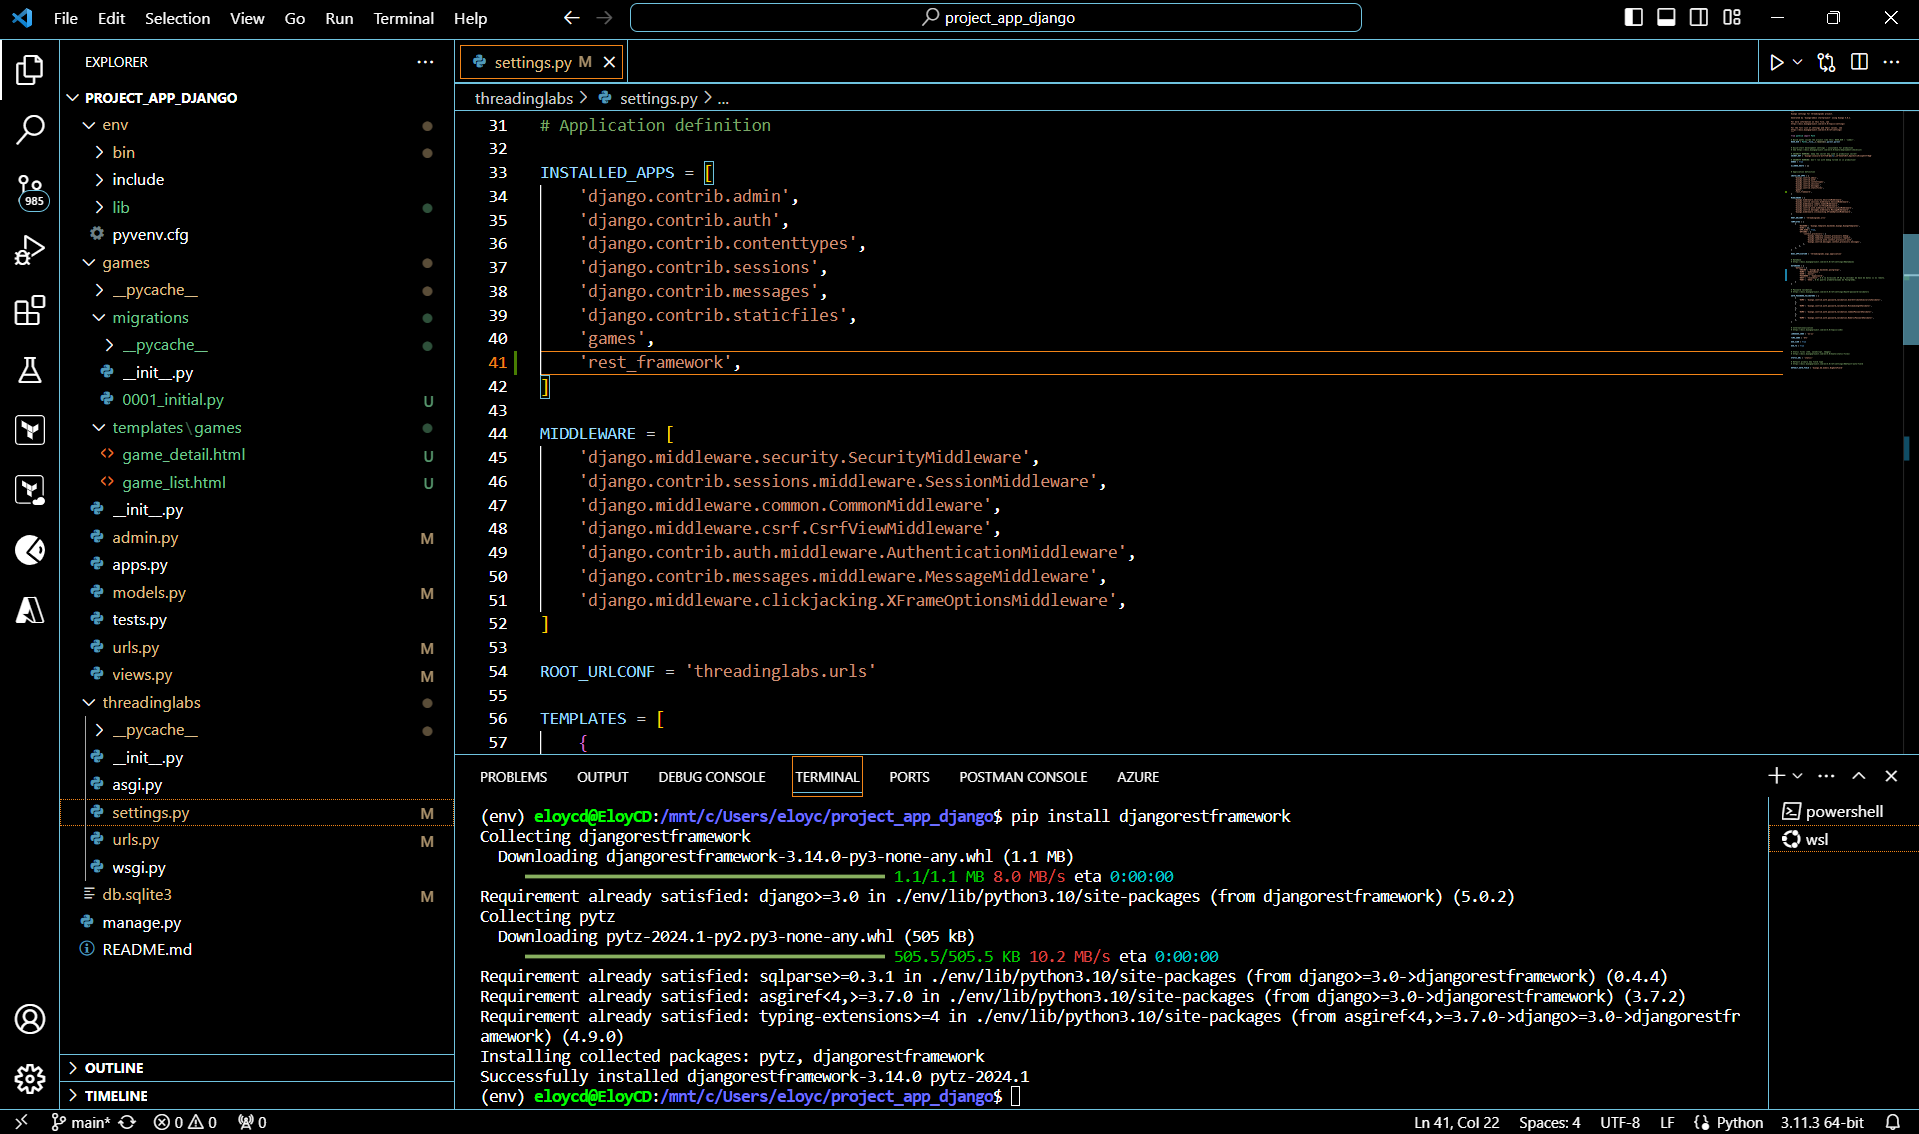 File Edit Selection View Go Run Terminal Help
project_app_django
EXPLORER
PROJECT_APP_DJANGO
env
bin
include
lib
pyvenv.cfg
games
__pycache__
migrations
__pycache__
__init__.py
0001_initial.py U
templates\games
game_detail.html U
game_list.html U
__init__.py
admin.py M
apps.py
models.py M
tests.py
urls.py M
views.py M
threadinglabs
__pycache__
__init__.py
asgi.py
settings.py M
urls.py M
wsgi.py
db.sqlite3 M
manage.py
README.md
OUTLINE
TIMELINE
985
settings.py M
threadinglabs > settings.py > ...
31 # Application definition
32
33 INSTALLED_APPS = [
34 'django.contrib.admin',
35 'django.contrib.auth',
36 'django.contrib.contenttypes',
37 'django.contrib.sessions',
38 'django.contrib.messages',
39 'django.contrib.staticfiles',
40 'games',
41 'rest_framework',
42 ]
43
44 MIDDLEWARE = [
45 'django.middleware.security.SecurityMiddleware',
46 'django.contrib.sessions.middleware.SessionMiddleware',
47 'django.middleware.common.CommonMiddleware',
48 'django.middleware.csrf.CsrfViewMiddleware',
49 'django.contrib.auth.middleware.AuthenticationMiddleware',
50 'django.contrib.messages.middleware.MessageMiddleware',
51 'django.middleware.clickjacking.XFrameOptionsMiddleware',
52 ]
53
54 ROOT_URLCONF = 'threadinglabs.urls'
55
56 TEMPLATES = [
57 {
PROBLEMS OUTPUT DEBUG CONSOLE TERMINAL PORTS POSTMAN CONSOLE AZURE
(env) eloycd@EloyCD:/mnt/c/Users/eloyc/project_app_django$ pip install djangorestframework
Collecting djangorestframework
Downloading djangorestframework-3.14.0-py3-none-any.whl (1.1 MB)
1.1/1.1 MB 8.0 MB/s eta 0:00:00
Requirement already satisfied: django>=3.0 in ./env/lib/python3.10/site-packages (from djangorestframework) (5.0.2)
Collecting pytz
Downloading pytz-2024.1-py2.py3-none-any.whl (505 kB)
505.5/505.5 KB 10.2 MB/s eta 0:00:00
Requirement already satisfied: sqlparse>=0.3.1 in ./env/lib/python3.10/site-packages (from django>=3.0->djangorestframework) (0.4.4)
Requirement already satisfied: asgiref<4,>=3.7.0 in ./env/lib/python3.10/site-packages (from django>=3.0->djangorestframework) (3.7.2)
Requirement already satisfied: typing-extensions>=4 in ./env/lib/python3.10/site-packages (from asgiref<4,>=3.7.0->django>=3.0->djangorestfr
amework) (4.9.0)
Installing collected packages: pytz, djangorestframework
Successfully installed djangorestframework-3.14.0 pytz-2024.1
(env) eloycd@EloyCD:/mnt/c/Users/eloyc/project_app_django$
powershell
wsl
main* 0 0 0 Ln 41, Col 22 Spaces: 4 UTF-8 LF Python 3.11.3 64-bit